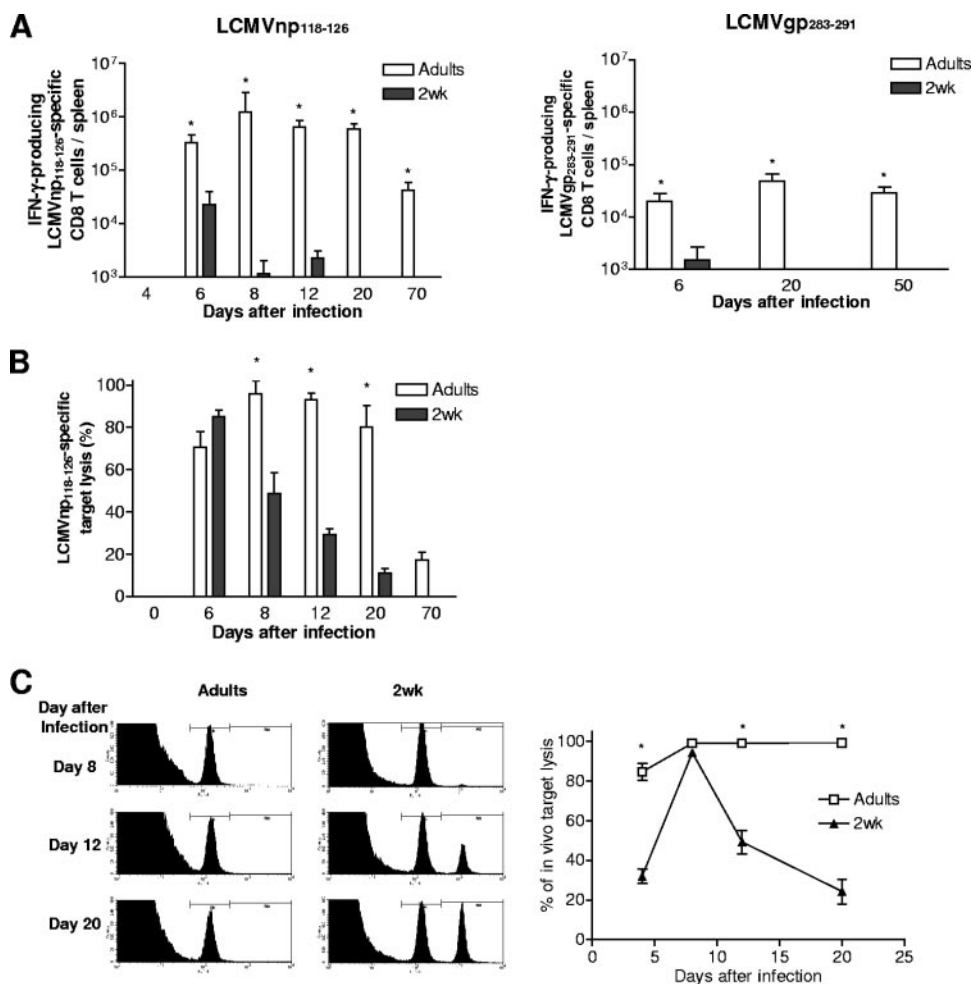 A
LCMVnp118-126
IFN-γ-producing
LCMVnp118-126-specific
CD8 T cells / spleen
10^7
10^6
10^5
10^4
10^3
* * * * *
Adults
2wk
4 6 8 12 20 70
Days after infection
LCMVgp283-291
IFN-γ-producing
LCMVgp283-291-specific
CD8 T cells / spleen
10^7
10^6
10^5
10^4
10^3
* * *
Adults
2wk
6 20 50
Days after infection
B
LCMVnp118-126-specific
target lysis (%)
100
80
60
40
20
0
* * *
Adults
2wk
0 6 8 12 20 70
Days after infection
C
Adults 2wk
Day after
Infection
Day 8
Day 12
Day 20
% of in vivo target lysis
100
80
60
40
20
0
* * *
Adults
2wk
0 5 10 15 20 25
Days after infection